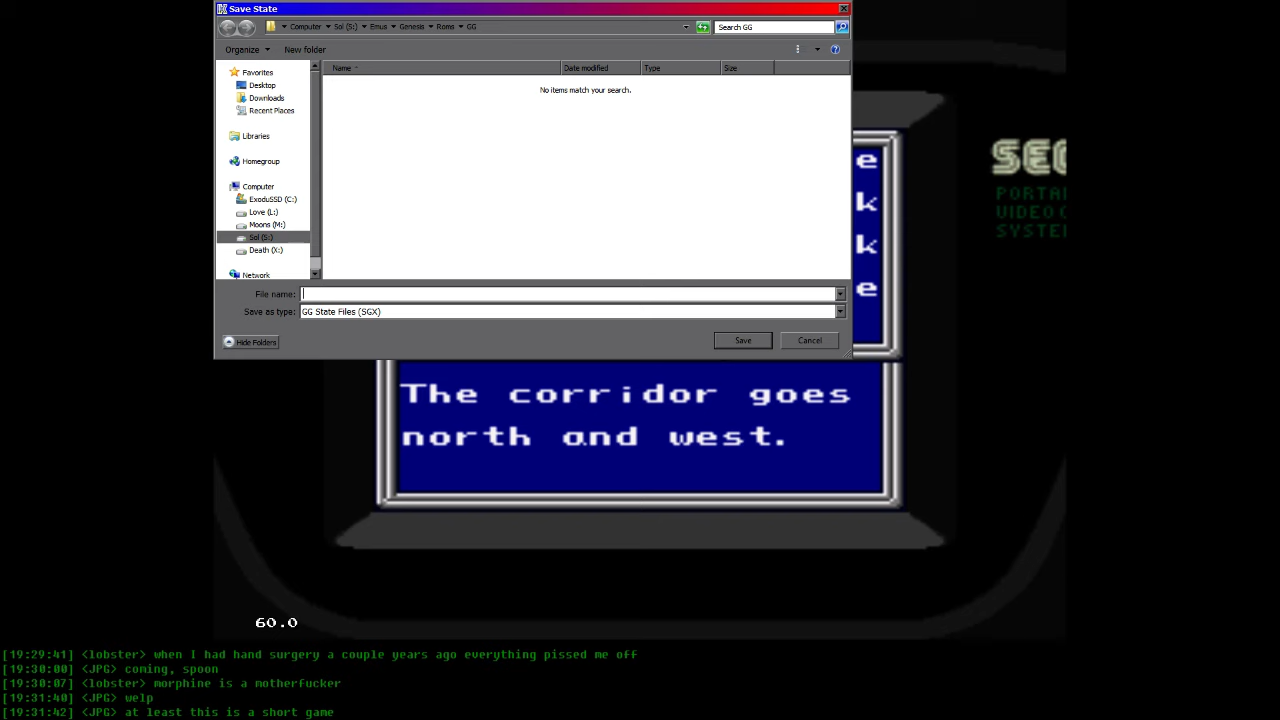 Save State
Computer Sol (S:) Emus Genesis Roms GG
Search GG
Organize
New folder
Name
Date modified
Type
Size
No items match your search.
Favorites
Desktop
Downloads
Recent Places
Libraries
Homegroup
Computer
ExoduSSD (C:)
Love (L:)
Moons (M:)
Sol (S:)
Death (X:)
Network
File name:
Save as type: GG State Files (SGX)
Hide Folders
Save
Cancel
e
k
k
e
The corridor goes
north and west.
SEG
PORTA
VIDEO
SYSTE
60.0
[19:29:41] <lobster> when I had hand surgery a couple years ago everything pissed me off
[19:30:00] <JPG> coming, spoon
[19:30:07] <lobster> morphine is a motherfucker
[19:31:40] <JPG> welp
[19:31:42] <JPG> at least this is a short game